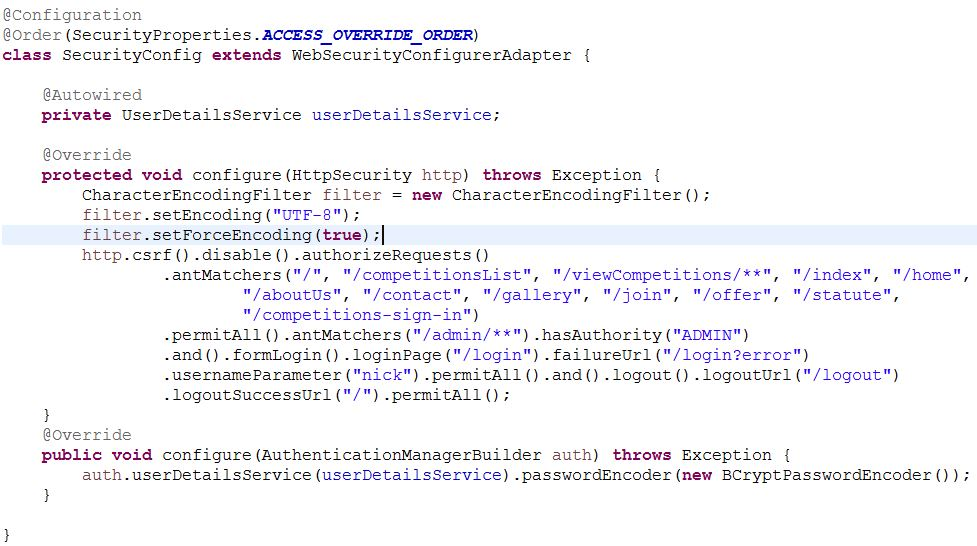 @Configuration
@Order(SecurityProperties.ACCESS_OVERRIDE_ORDER)
class SecurityConfig extends WebSecurityConfigurerAdapter {
@Autowired
private UserDetailsService userDetailsService;
@Override
protected void configure(HttpSecurity http) throws Exception {
CharacterEncodingFilter filter = new CharacterEncodingFilter();
filter.setEncoding("UTF-8");
filter.setForceEncoding(true);
http.csrf().disable().authorizeRequests()
.antMatchers("/", "/competitionsList", "/viewCompetitions/**", "/index", "/home",
"/aboutUs", "/contact", "/gallery", "/join", "/offer", "/statute",
"/competitions-sign-in")
.permitAll().antMatchers("/admin/**").hasAuthority("ADMIN")
.and().formLogin().loginPage("/login").failureUrl("/login?error")
.usernameParameter("nick").permitAll().and().logout().logoutUrl("/logout")
.logoutSuccessUrl("/").permitAll();
}
@Override
public void configure(AuthenticationManagerBuilder auth) throws Exception {
auth.userDetailsService(userDetailsService).passwordEncoder(new BCryptPasswordEncoder());
}
}